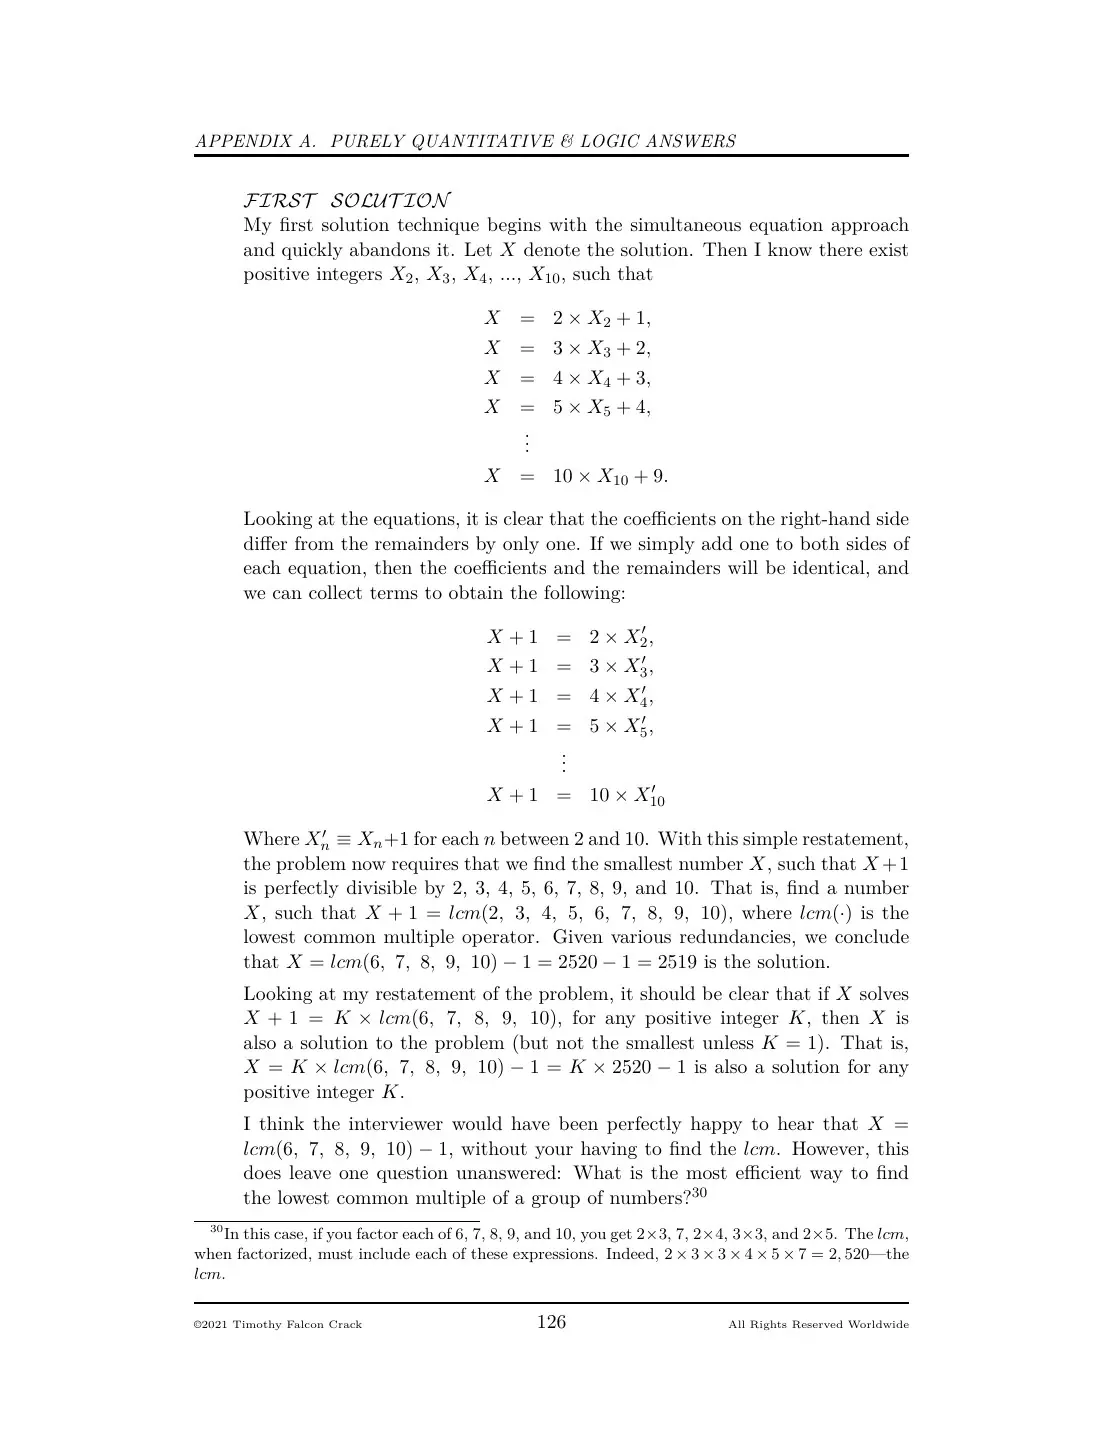 APPENDIX A. PURELY QUANTITATIVE & LOGIC ANSWERS
FIRST SOLUTION
My first solution technique begins with the simultaneous equation approach
and quickly abandons it. Let X denote the solution. Then I know there exist
positive integers X₂, X₃, X₄, ..., X₁₀, such that
X = 2 × X₂ + 1,
X = 3 × X₃ + 2,
X = 4 × X₄ + 3,
X = 5 × X₅ + 4,
⋮
X = 10 × X₁₀ + 9.
Looking at the equations, it is clear that the coefficients on the right-hand side
differ from the remainders by only one. If we simply add one to both sides of
each equation, then the coefficients and the remainders will be identical, and
we can collect terms to obtain the following:
X + 1 = 2 × X′₂,
X + 1 = 3 × X′₃,
X + 1 = 4 × X′₄,
X + 1 = 5 × X′₅,
⋮
X + 1 = 10 × X′₁₀
Where X′ₙ ≡ Xₙ+1 for each n between 2 and 10. With this simple restatement,
the problem now requires that we find the smallest number X, such that X+1
is perfectly divisible by 2, 3, 4, 5, 6, 7, 8, 9, and 10. That is, find a number
X, such that X + 1 = lcm(2, 3, 4, 5, 6, 7, 8, 9, 10), where lcm(·) is the
lowest common multiple operator. Given various redundancies, we conclude
that X = lcm(6, 7, 8, 9, 10) − 1 = 2520 − 1 = 2519 is the solution.
Looking at my restatement of the problem, it should be clear that if X solves
X + 1 = K × lcm(6, 7, 8, 9, 10), for any positive integer K, then X is
also a solution to the problem (but not the smallest unless K = 1). That is,
X = K × lcm(6, 7, 8, 9, 10) − 1 = K × 2520 − 1 is also a solution for any
positive integer K.
I think the interviewer would have been perfectly happy to hear that X =
lcm(6, 7, 8, 9, 10) − 1, without your having to find the lcm. However, this
does leave one question unanswered: What is the most efficient way to find
the lowest common multiple of a group of numbers?³⁰
³⁰In this case, if you factor each of 6, 7, 8, 9, and 10, you get 2×3, 7, 2×4, 3×3, and 2×5. The lcm,
when factorized, must include each of these expressions. Indeed, 2 × 3 × 3 × 4 × 5 × 7 = 2, 520—the
lcm.
©2021 Timothy Falcon Crack 126 All Rights Reserved Worldwide